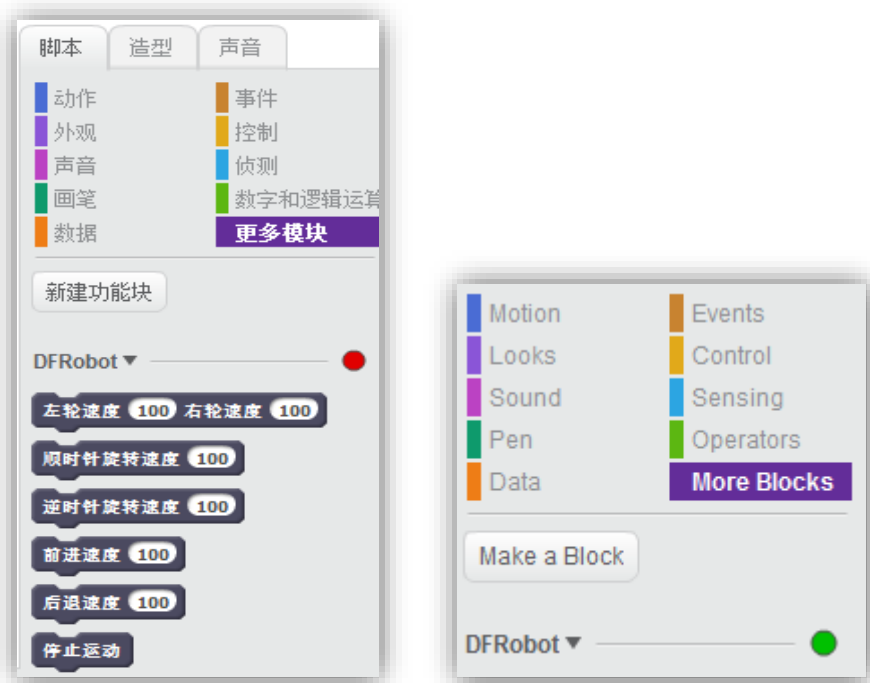 脚本 造型 声音
动作 事件
外观 控制
声音 侦测
画笔 数字和逻辑运算
数据 更多模块
新建功能块
DFRobot
左轮速度 100 右轮速度 100
顺时针旋转速度 100
逆时针旋转速度 100
前进速度 100
后退速度 100
停止运动
Motion Events
Looks Control
Sound Sensing
Pen Operators
Data More Blocks
Make a Block
DFRobot